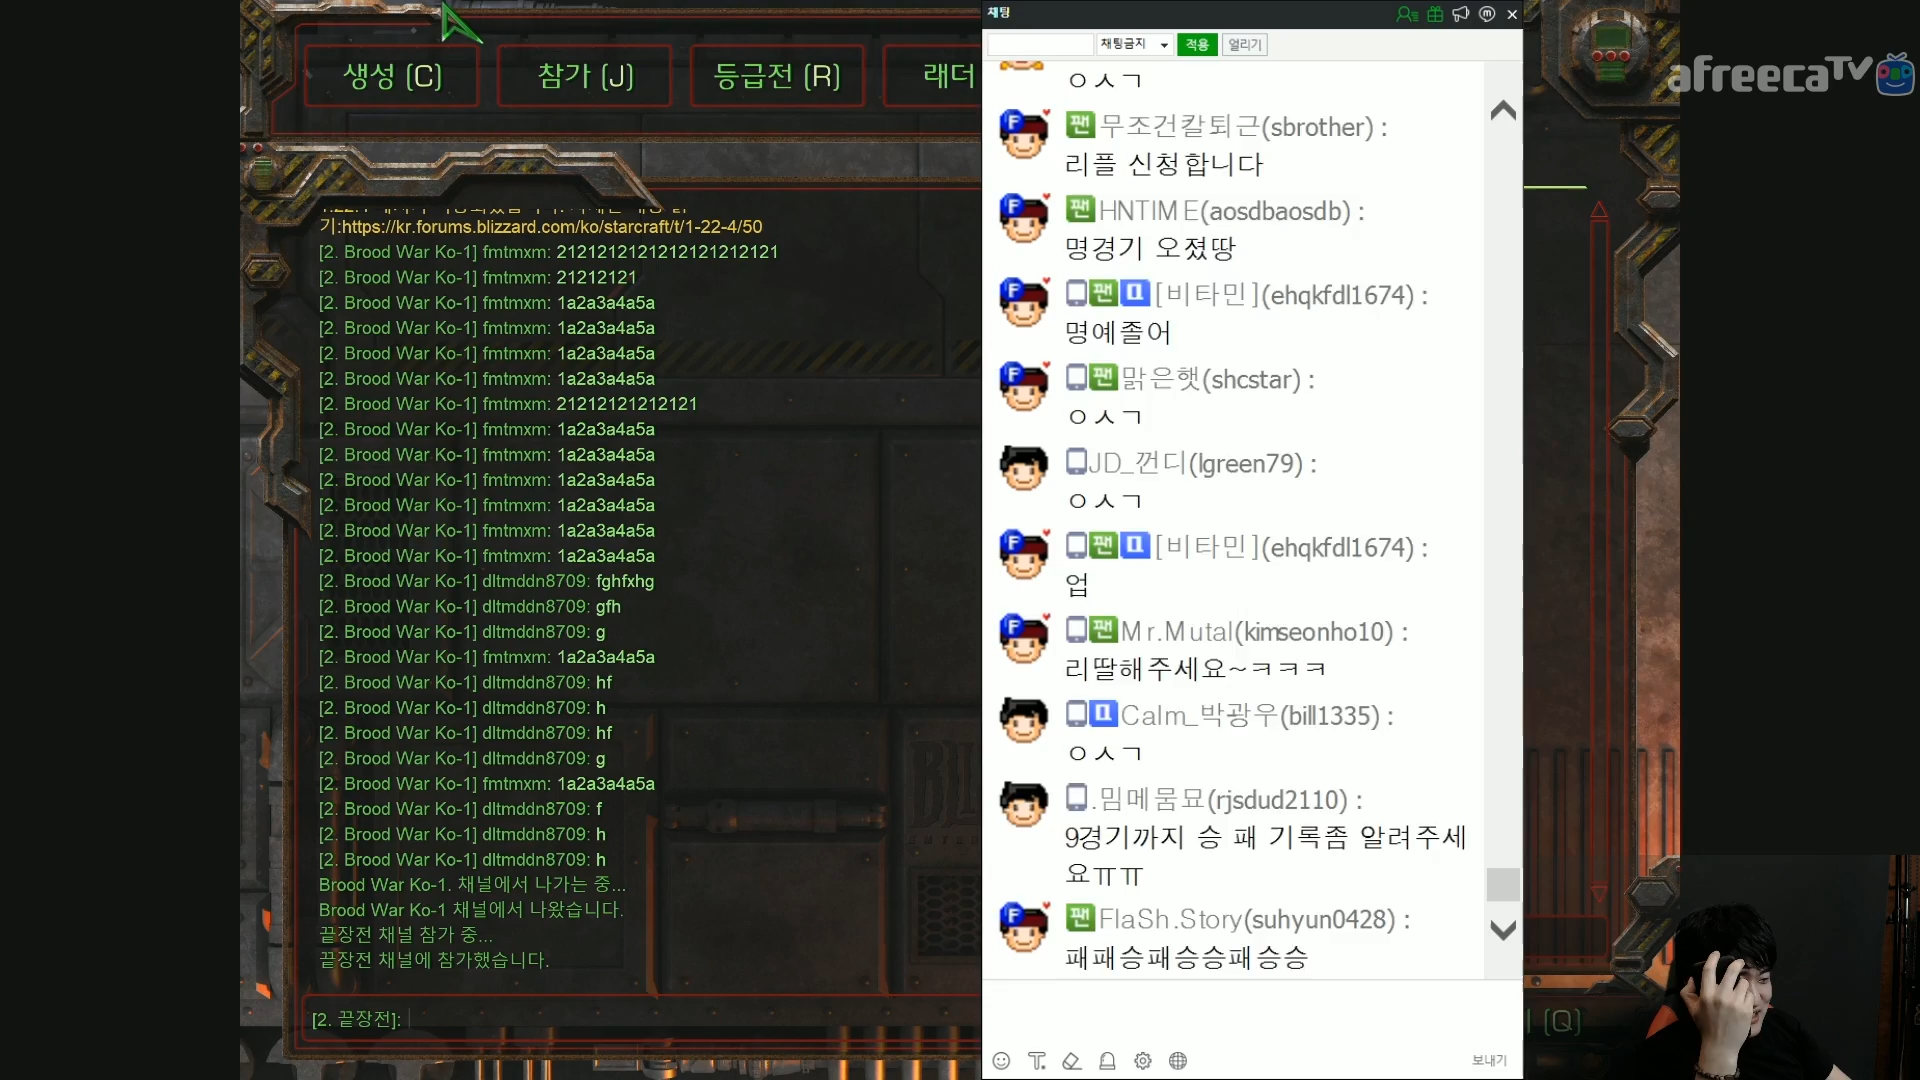 생성 (C)
참가 (J)
등급전 (R)
래더
기:https://kr.forums.blizzard.com/ko/starcraft/t/1-22-4/50
[2. Brood War Ko-1] fmtmxm: 2121212121212121212121
[2. Brood War Ko-1] fmtmxm: 21212121
[2. Brood War Ko-1] fmtmxm: 1a2a3a4a5a
[2. Brood War Ko-1] fmtmxm: 1a2a3a4a5a
[2. Brood War Ko-1] fmtmxm: 1a2a3a4a5a
[2. Brood War Ko-1] fmtmxm: 1a2a3a4a5a
[2. Brood War Ko-1] fmtmxm: 21212121212121
[2. Brood War Ko-1] fmtmxm: 1a2a3a4a5a
[2. Brood War Ko-1] fmtmxm: 1a2a3a4a5a
[2. Brood War Ko-1] fmtmxm: 1a2a3a4a5a
[2. Brood War Ko-1] fmtmxm: 1a2a3a4a5a
[2. Brood War Ko-1] fmtmxm: 1a2a3a4a5a
[2. Brood War Ko-1] fmtmxm: 1a2a3a4a5a
[2. Brood War Ko-1] dltmddn8709: fghfxhg
[2. Brood War Ko-1] dltmddn8709: gfh
[2. Brood War Ko-1] dltmddn8709: g
[2. Brood War Ko-1] fmtmxm: 1a2a3a4a5a
[2. Brood War Ko-1] dltmddn8709: hf
[2. Brood War Ko-1] dltmddn8709: h
[2. Brood War Ko-1] dltmddn8709: hf
[2. Brood War Ko-1] dltmddn8709: g
[2. Brood War Ko-1] fmtmxm: 1a2a3a4a5a
[2. Brood War Ko-1] dltmddn8709: f
[2. Brood War Ko-1] dltmddn8709: h
[2. Brood War Ko-1] dltmddn8709: h
Brood War Ko-1. 채널에서 나가는 중...
Brood War Ko-1 채널에서 나왔습니다.
끝장전 채널 참가 중...
끝장전 채널에 참가했습니다.
[2. 끝장전]:
채팅
채팅금지
적용
얼리기
ㅇㅅㄱ
팬 무조건칼퇴근(sbrother) :
리플 신청합니다
팬 HNTIME(aosdbaosdb) :
명경기 오졌땅
팬 [비타민](ehqkfdl1674) :
명예졸어
팬 맑은햇(shcstar) :
ㅇㅅㄱ
JD_껀디(lgreen79) :
ㅇㅅㄱ
팬 [비타민](ehqkfdl1674) :
업
팬 Mr.Mutal(kimseonho10) :
리딸해주세요~ㅋㅋㅋ
Calm_박광우(bill1335) :
ㅇㅅㄱ
.밈메뭄묘(rjsdud2110) :
9경기까지 승 패 기록좀 알려주세
요ㅠㅠ
팬 FlaSh.Story(suhyun0428) :
패패승패승승패승승
보내기
afreecaTV
(Q)